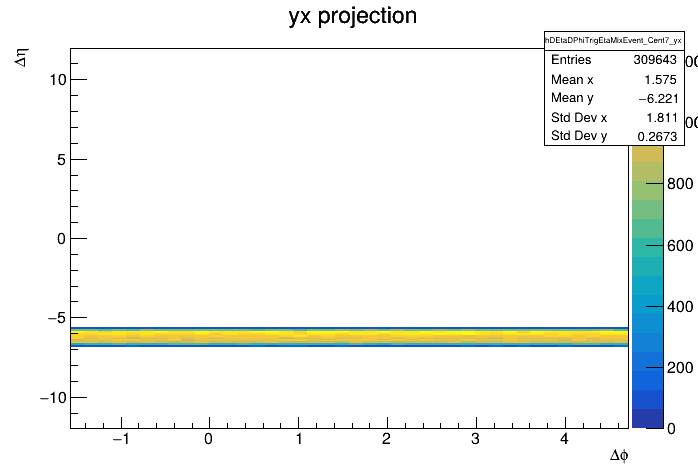 yx projection
hDEtaDPhiTrigEtaMixEvent_Cent7_yx
Entries 309643
Mean x 1.575
Mean y −6.221
Std Dev x 1.811
Std Dev y 0.2673
Δη
10
5
0
−5
−10
−1 0 1 2 3 4
Δϕ
800
600
400
200
0